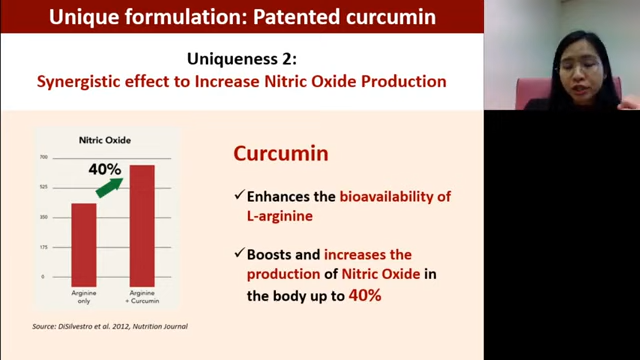 Unique formulation: Patented curcumin
Uniqueness 2:
Synergistic effect to Increase Nitric Oxide Production
Nitric Oxide
700
525
350
175
0
40%
Arginine
only
Arginine
+ Curcumin
Curcumin
✓Enhances the bioavailability of
L-arginine
✓Boosts and increases the
production of Nitric Oxide in
the body up to 40%
Source: DiSilvestro et al. 2012, Nutrition Journal